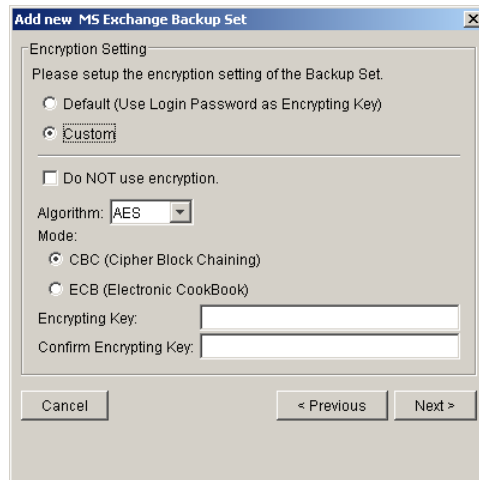 Add new MS Exchange Backup Set
Encryption Setting
Please setup the encryption setting of the Backup Set.
Default (Use Login Password as Encrypting Key)
Custom
Do NOT use encryption.
Algorithm: AES
Mode:
CBC (Cipher Block Chaining)
ECB (Electronic CookBook)
Encrypting Key:
Confirm Encrypting Key:
Cancel < Previous Next >